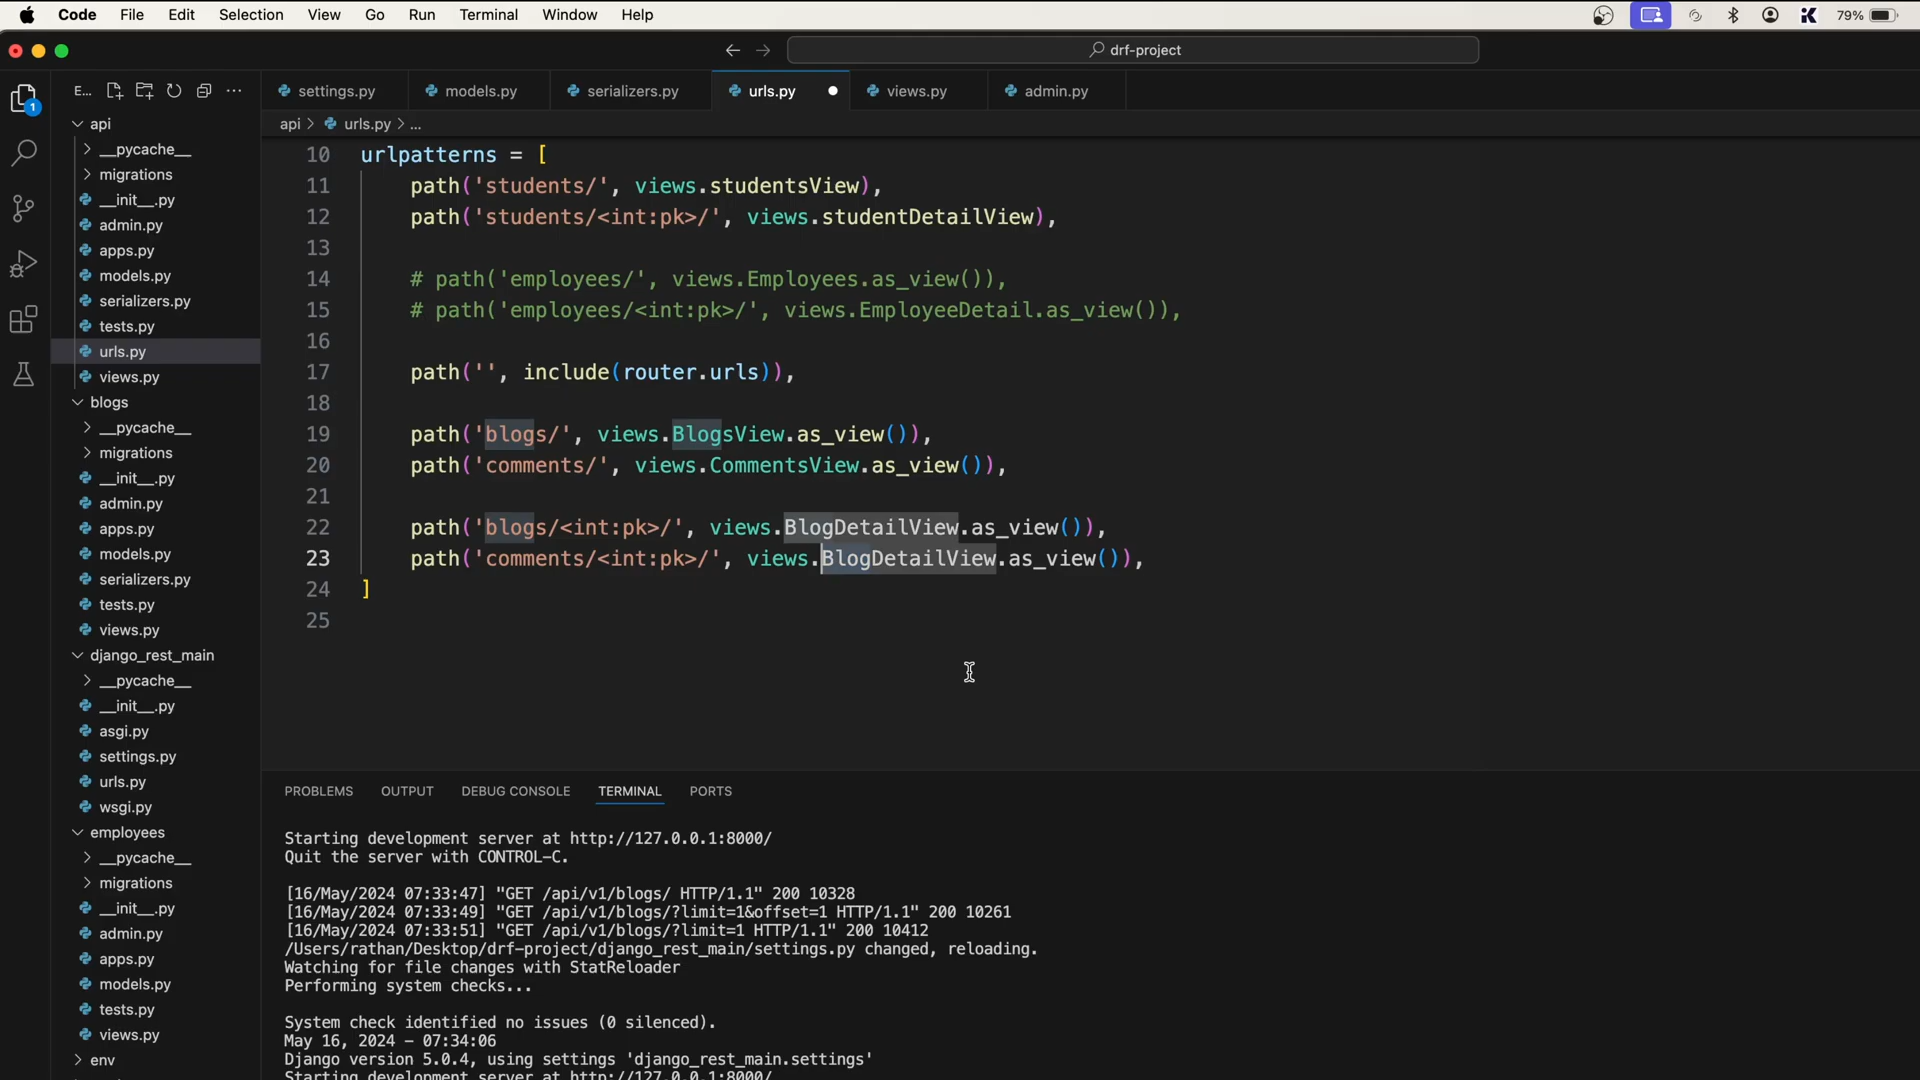 Code File Edit Selection View Go Run Terminal Window Help 79%
drf-project
E... settings.py models.py serializers.py urls.py views.py admin.py
1
api > urls.py > ...
api
__pycache__
migrations
__init__.py
admin.py
apps.py
models.py
serializers.py
tests.py
urls.py
views.py
blogs
__pycache__
migrations
__init__.py
admin.py
apps.py
models.py
serializers.py
tests.py
views.py
django_rest_main
__pycache__
__init__.py
asgi.py
settings.py
urls.py
wsgi.py
employees
__pycache__
migrations
__init__.py
admin.py
apps.py
models.py
tests.py
views.py
env
10 urlpatterns = [
11 path('students/', views.studentsView),
12 path('students/<int:pk>/', views.studentDetailView),
13
14 # path('employees/', views.Employees.as_view()),
15 # path('employees/<int:pk>/', views.EmployeeDetail.as_view()),
16
17 path('', include(router.urls)),
18
19 path('blogs/', views.BlogsView.as_view()),
20 path('comments/', views.CommentsView.as_view()),
21
22 path('blogs/<int:pk>/', views.BlogDetailView.as_view()),
23 path('comments/<int:pk>/', views.BlogDetailView.as_view()),
24 ]
25
PROBLEMS OUTPUT DEBUG CONSOLE TERMINAL PORTS
Starting development server at http://127.0.0.1:8000/
Quit the server with CONTROL-C.
[16/May/2024 07:33:47] "GET /api/v1/blogs/ HTTP/1.1" 200 10328
[16/May/2024 07:33:49] "GET /api/v1/blogs/?limit=1&offset=1 HTTP/1.1" 200 10261
[16/May/2024 07:33:51] "GET /api/v1/blogs/?limit=1 HTTP/1.1" 200 10412
/Users/rathan/Desktop/drf-project/django_rest_main/settings.py changed, reloading.
Watching for file changes with StatReloader
Performing system checks...
System check identified no issues (0 silenced).
May 16, 2024 - 07:34:06
Django version 5.0.4, using settings 'django_rest_main.settings'
Starting development server at http://127.0.0.1:8000/